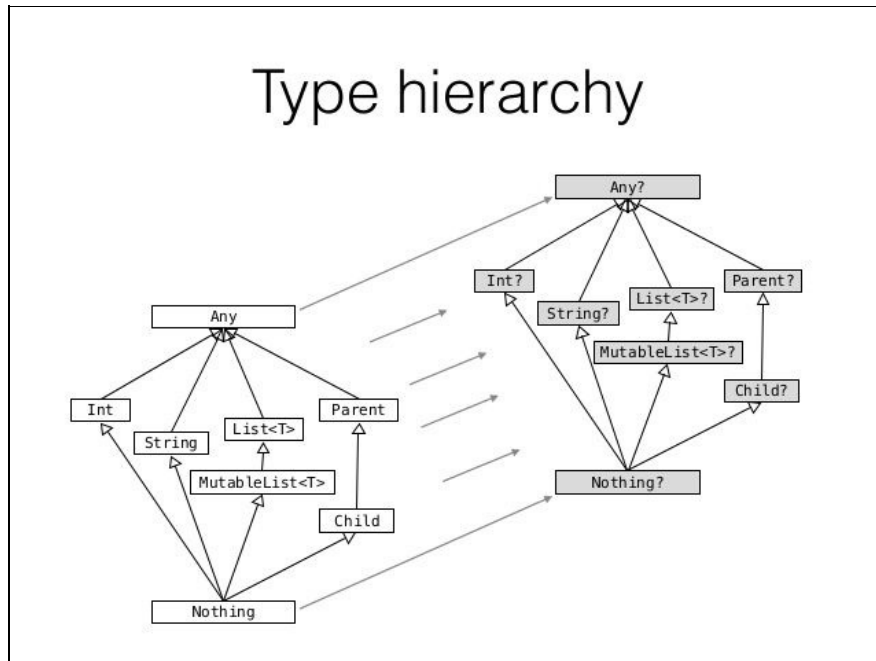 Type hierarchy
Any?
Int?
String?
List<T>?
Parent?
MutableList<T>?
Child?
Nothing?
Any
Int
String
List<T>
Parent
MutableList<T>
Child
Nothing